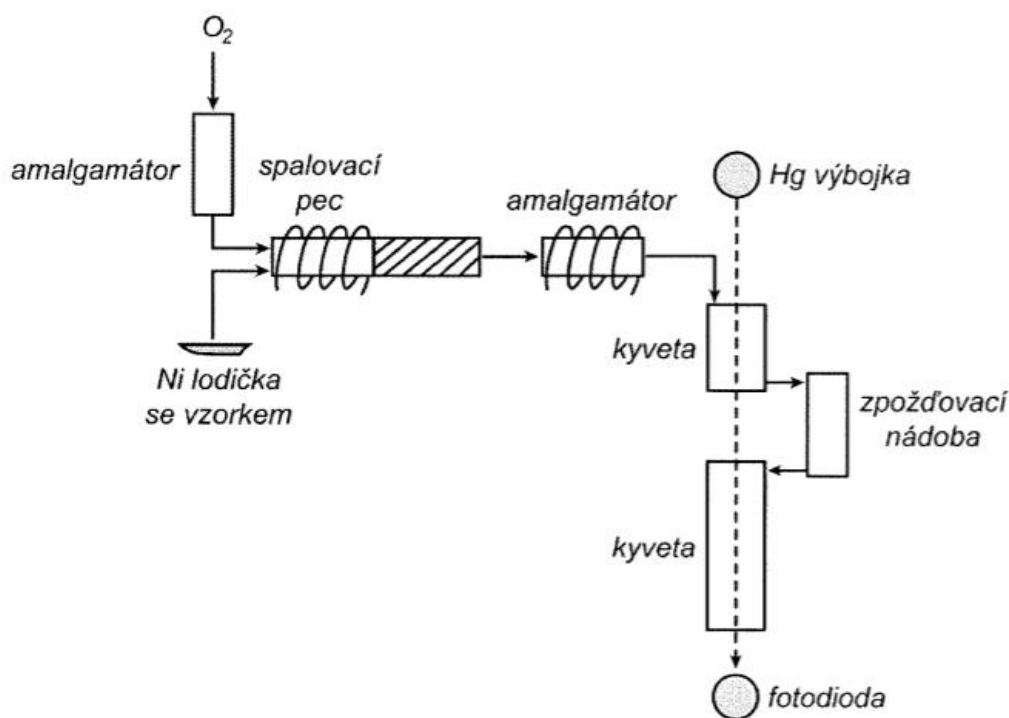 O2
amalgamátor
spalovací
pec
amalgamátor
Hg výbojka
kyveta
Ni lodička
se vzorkem
zpožďovací
nádoba
kyveta
fotodioda